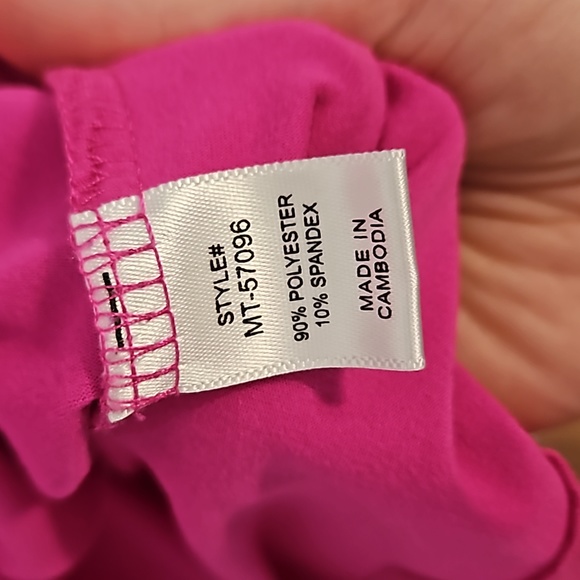 STYLE#
MT-57096
90% POLYESTER
10% SPANDEX
MADE IN
CAMBODIA